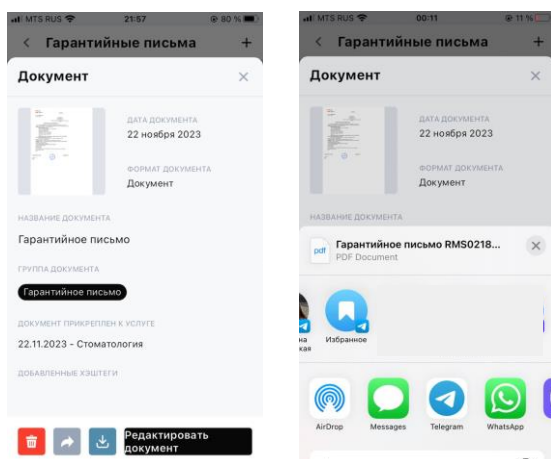 MTS RUS 21:57 80 %
Гарантийные письма +
Документ
ДАТА ДОКУМЕНТА
22 ноября 2023
ФОРМАТ ДОКУМЕНТА
Документ
НАЗВАНИЕ ДОКУМЕНТА
Гарантийное письмо
ГРУППА ДОКУМЕНТА
Гарантийное письмо
ДОКУМЕНТ ПРИКРЕПЛЕН К УСЛУГЕ
22.11.2023 - Стоматология
ДОБАВЛЕННЫЕ ХЭШТЕГИ
Редактировать
документ
MTS RUS 00:11 11 %
Гарантийные письма +
Документ
ДАТА ДОКУМЕНТА
22 ноября 2023
ФОРМАТ ДОКУМЕНТА
Документ
НАЗВАНИЕ ДОКУМЕНТА
pdf
Гарантийное письмо RMS0218...
PDF Document
на
кая
Избранное
AirDrop Messages Telegram WhatsApp